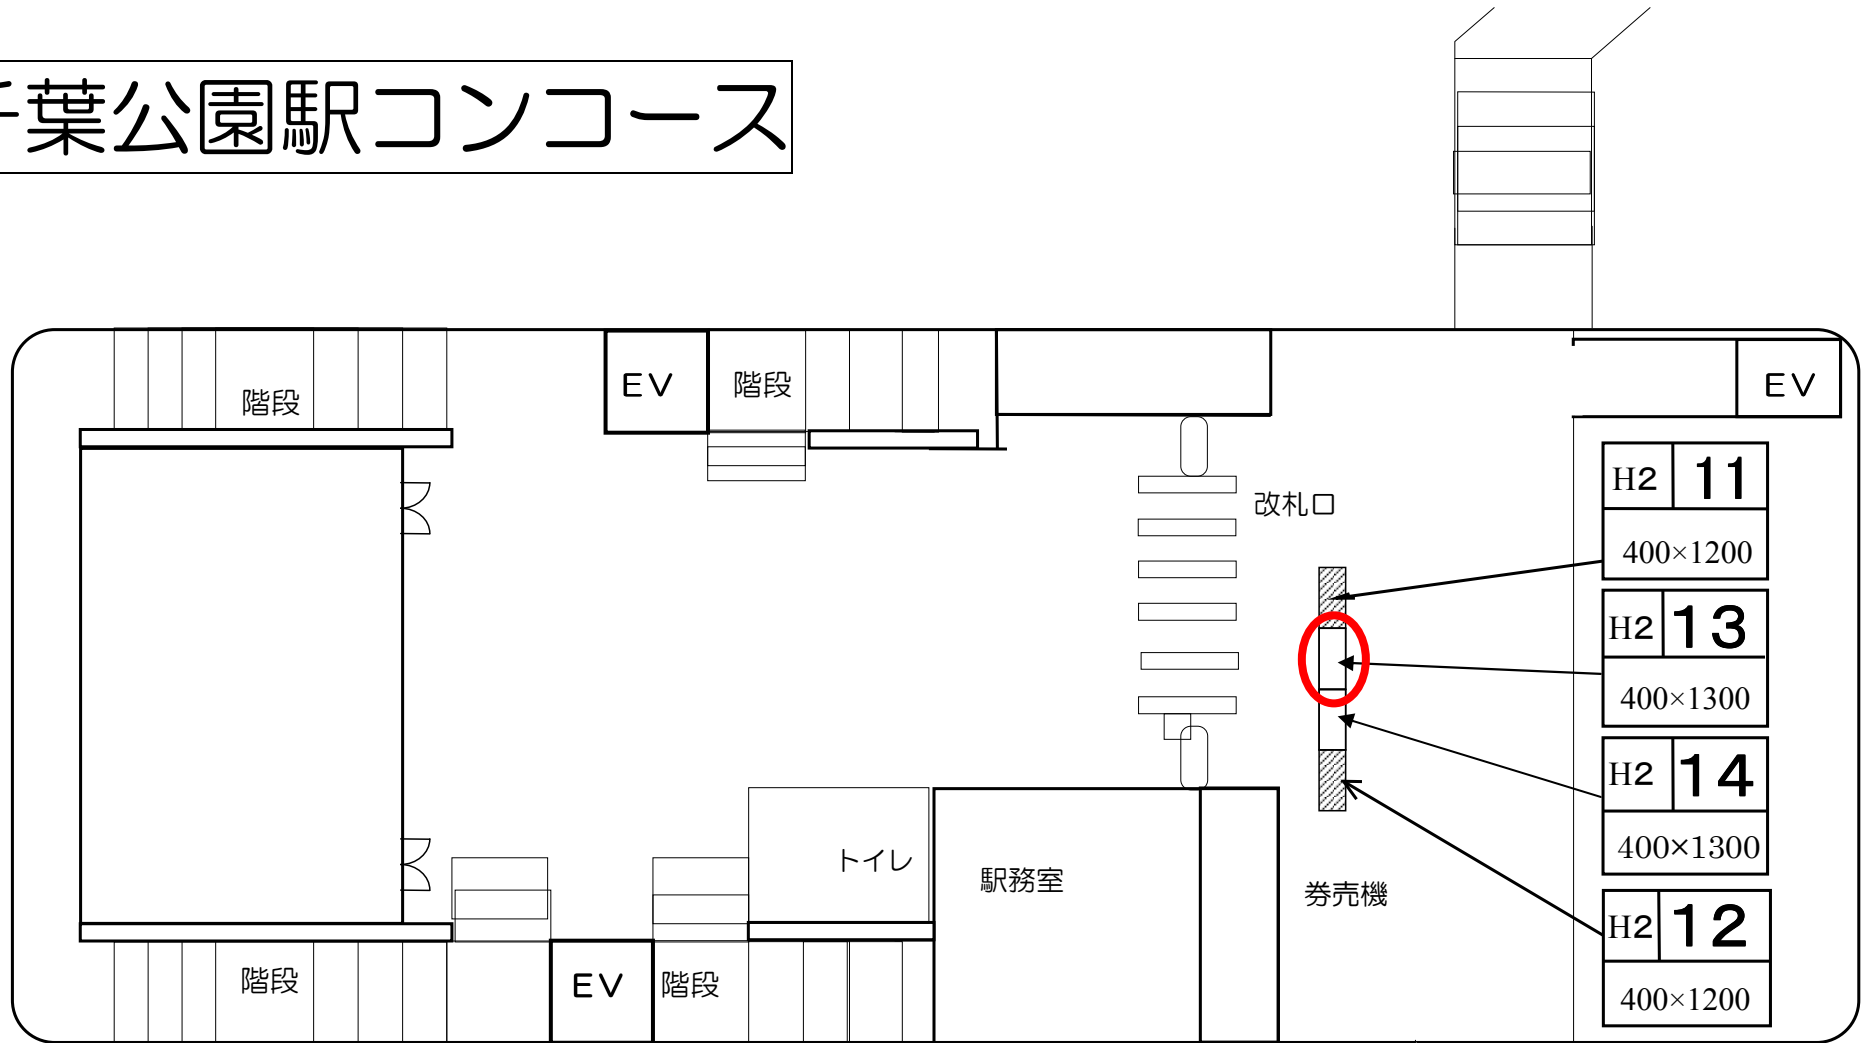 千葉公園駅コンコース
階段
EV
階段
EV
改札口
H2 11
400×1200
H2 13
400×1300
H2 14
400×1300
H2 12
400×1200
トイレ
駅務室
券売機
階段
EV
階段